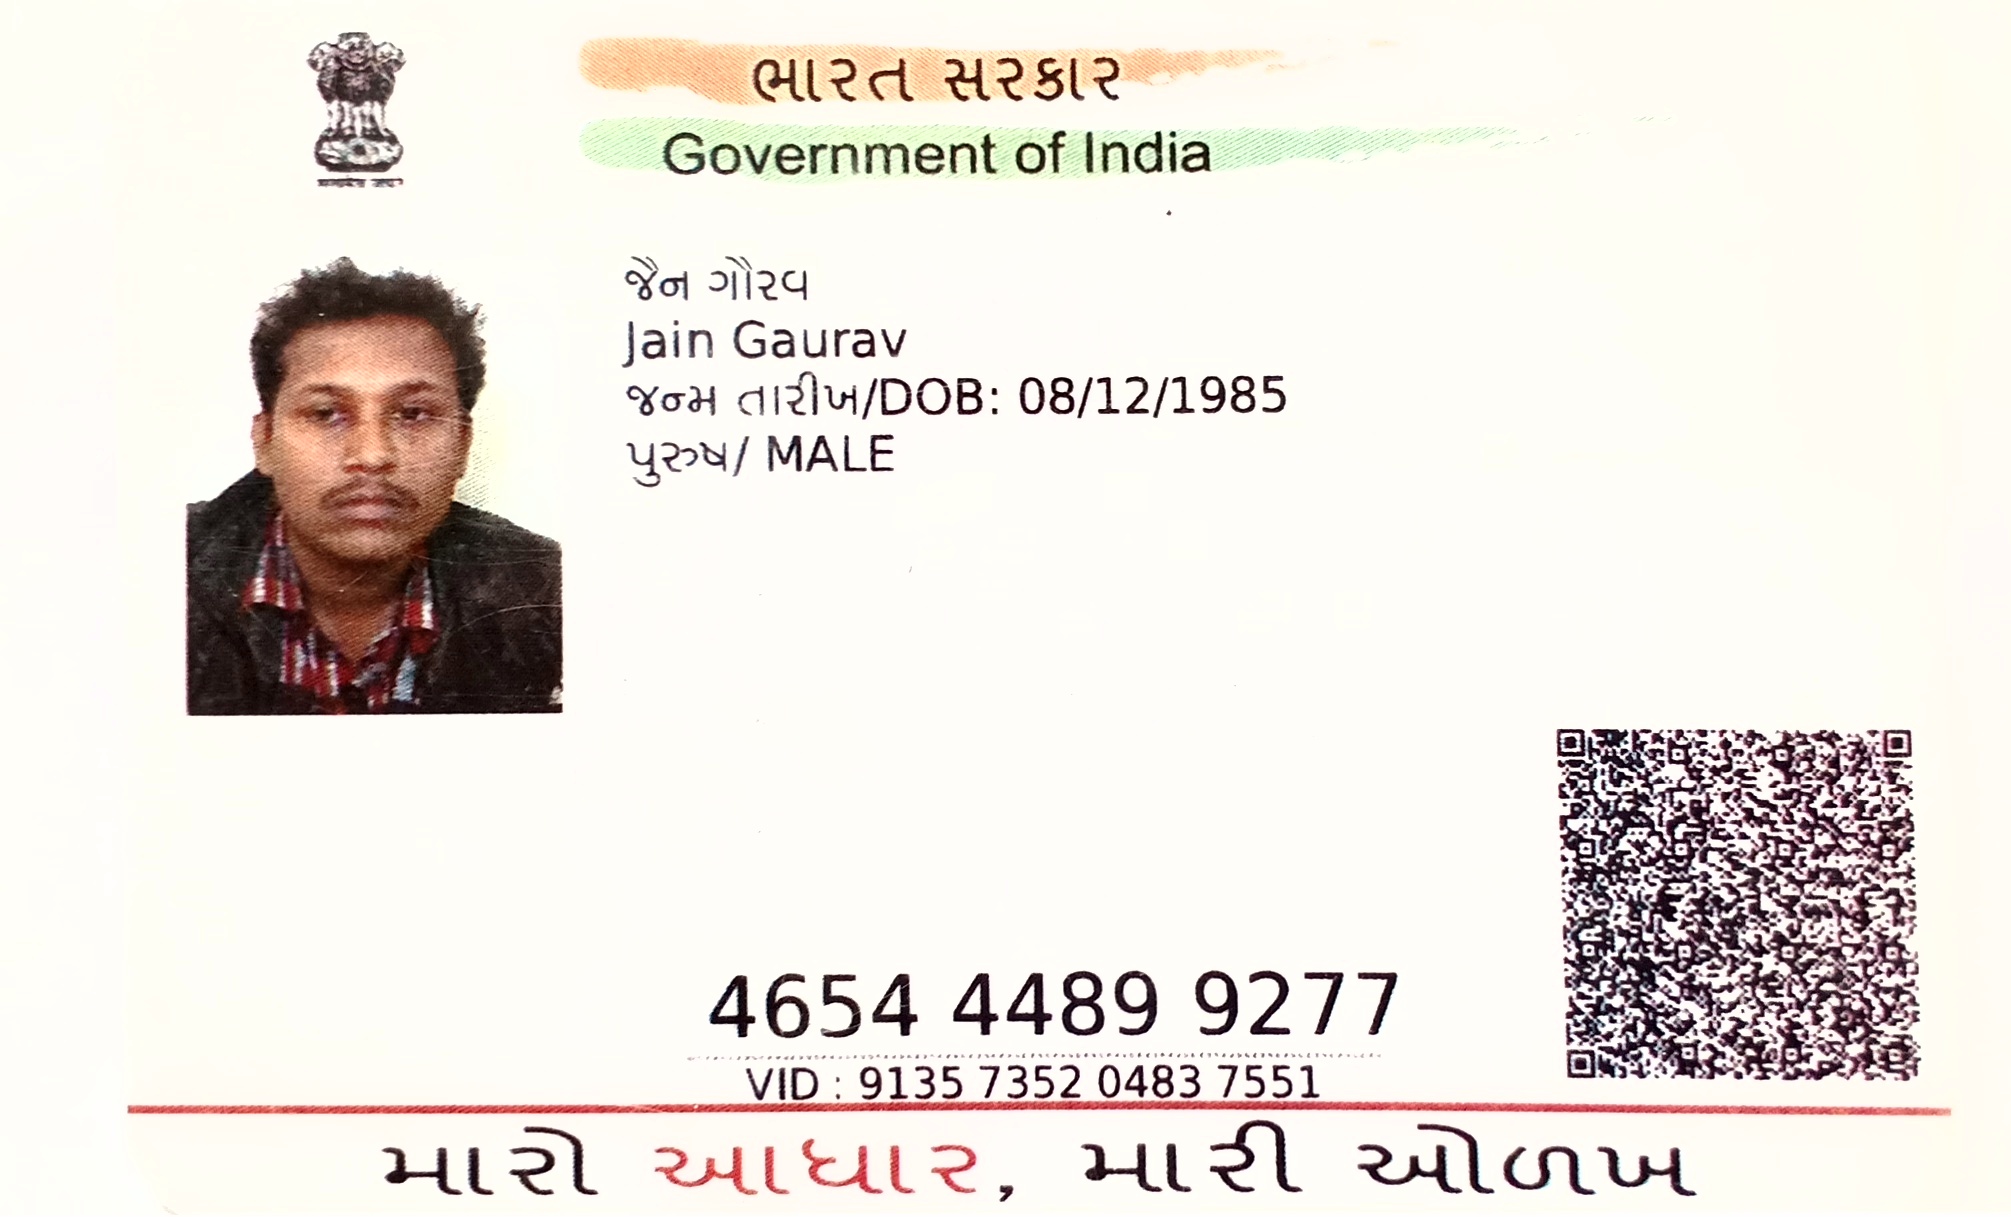 ભારત સરકાર
Government of India
જૈન ગૌરવ
Jain Gaurav
જન્મ તારીખ/DOB: 08/12/1985
પુરુષ/ MALE
4654 4489 9277
VID : 9135 7352 0483 7551
મારો આધાર, મારી ઓળખ